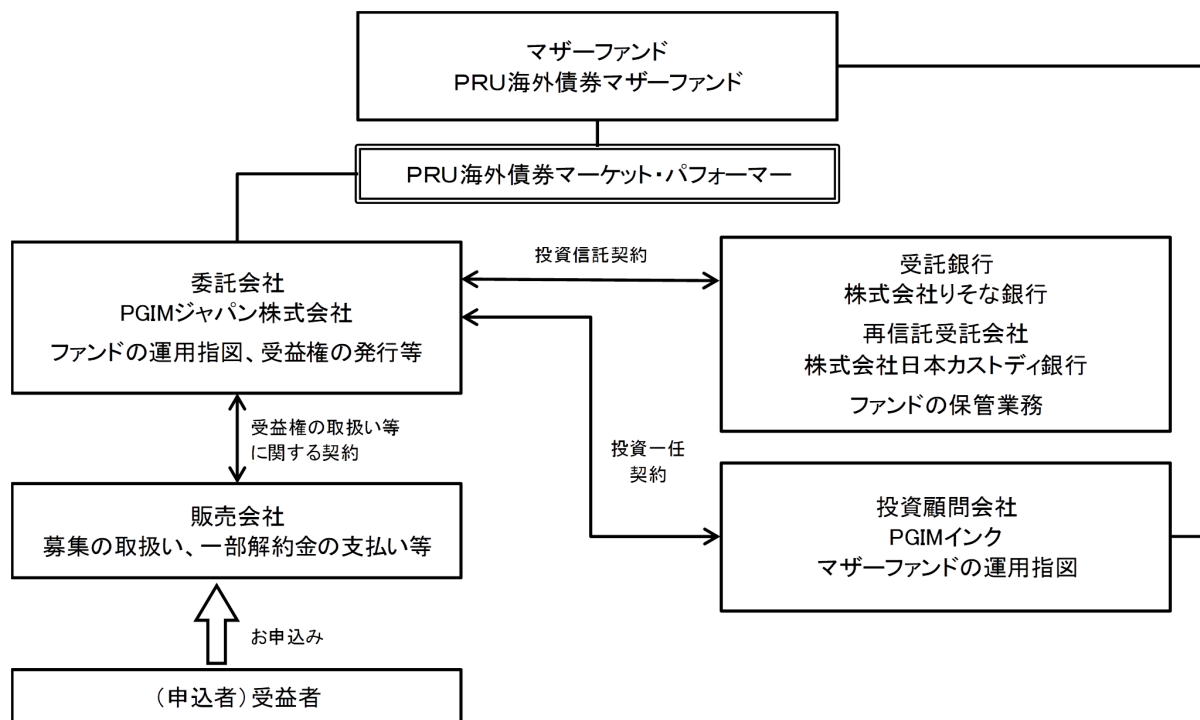 マザーファンド
PRU海外債券マザーファンド
PRU海外債券マーケット・パフォーマー
委託会社
PGIMジャパン株式会社
ファンドの運用指図、受益権の発行等
投資信託契約
受託銀行
株式会社りそな銀行
再信託受託会社
株式会社日本カストディ銀行
ファンドの保管業務
受益権の取扱い等
に関する契約
投資一任
契約
販売会社
募集の取扱い、一部解約金の支払い等
投資顧問会社
PGIMインク
マザーファンドの運用指図
お申込み
（申込者）受益者